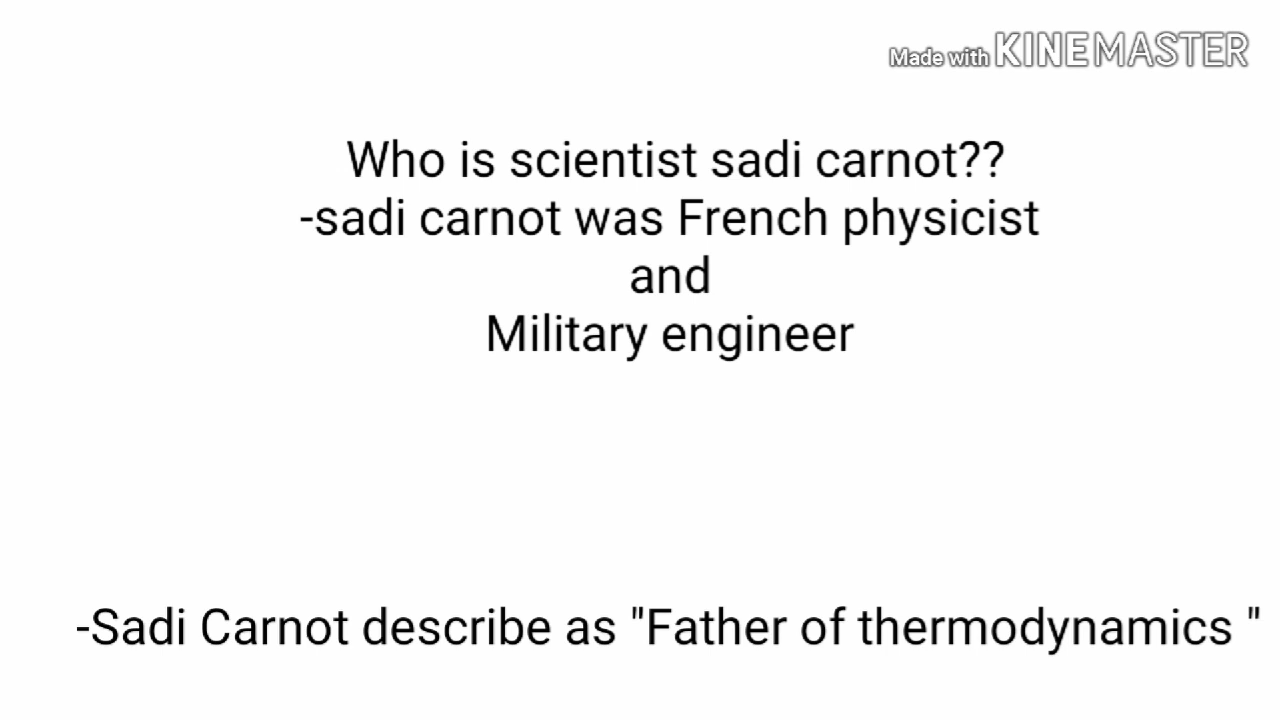 Made with KINEMASTER
Who is scientist sadi carnot??
-sadi carnot was French physicist
and
Military engineer
-Sadi Carnot describe as "Father of thermodynamics "